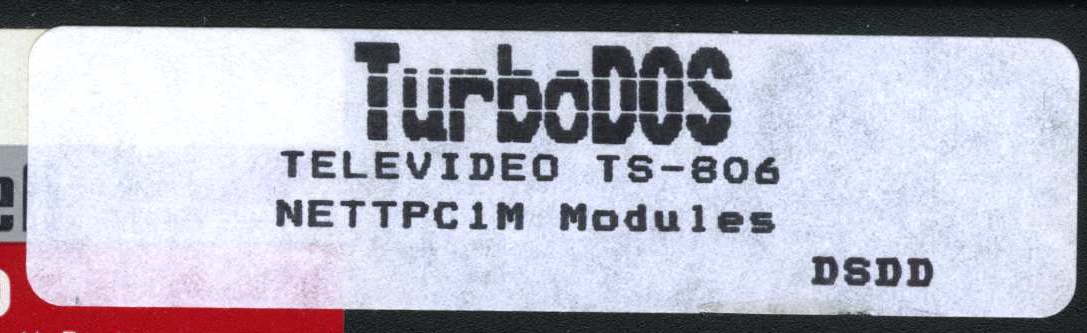 TurboDOS
TELEVIDEO TS-806
NETTPC1M Modules
DSDD